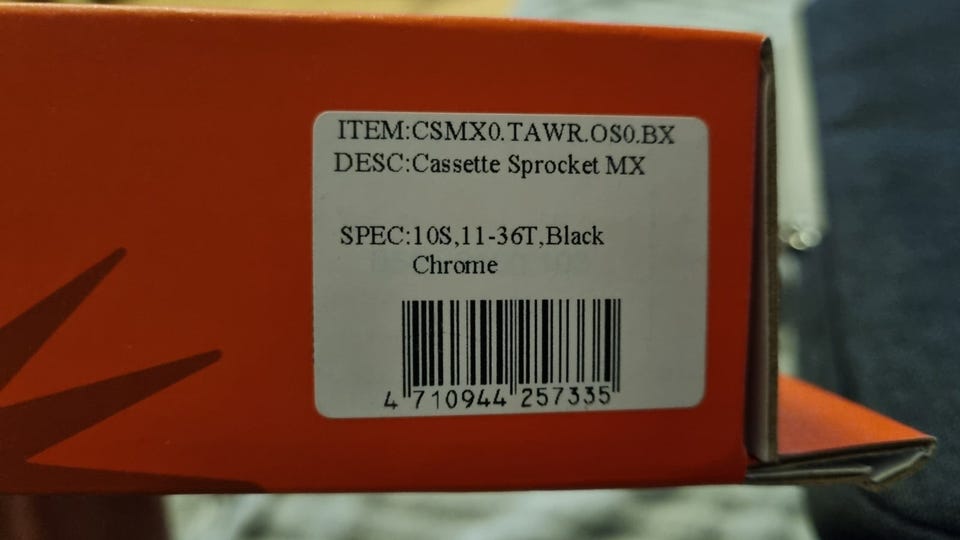 ITEM:CSMX0.TAWR.OS0.BX
DESC:Cassette Sprocket MX
SPEC:10S,11-36T,Black
Chrome
4 710944 257335